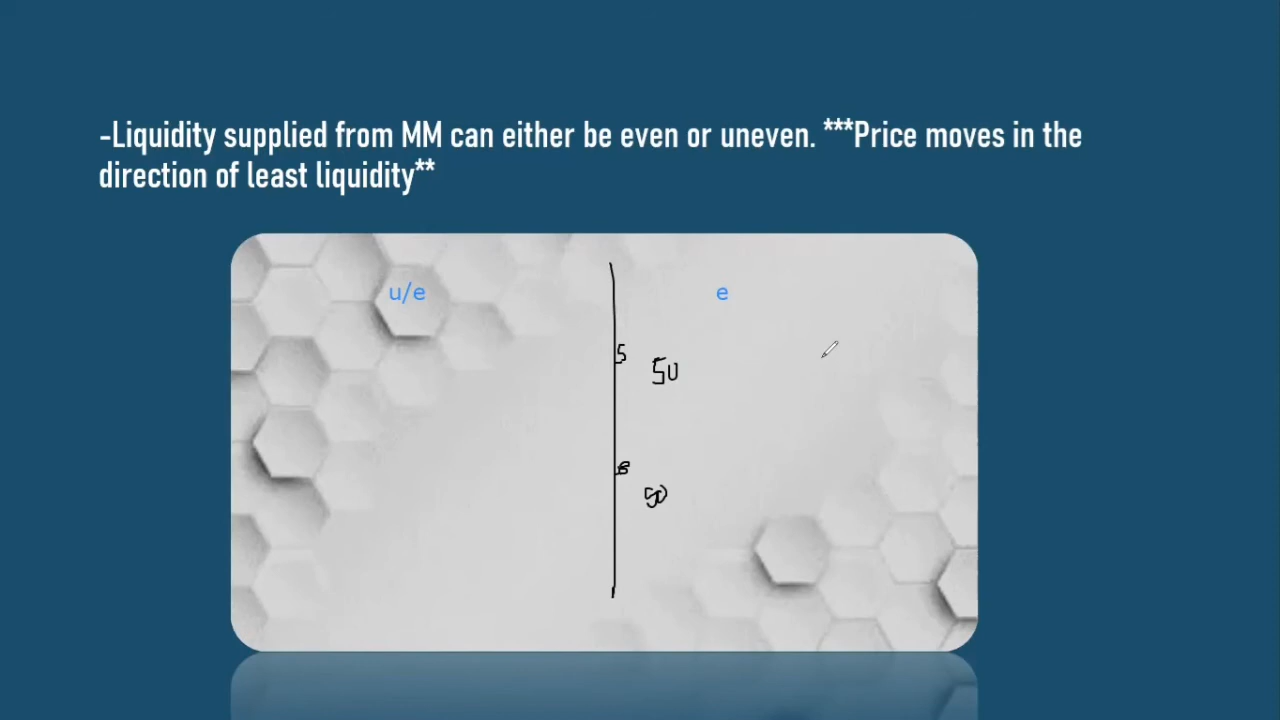 -Liquidity supplied from MM can either be even or uneven. ***Price moves in the
direction of least liquidity**
u/e e
S
50
B
50